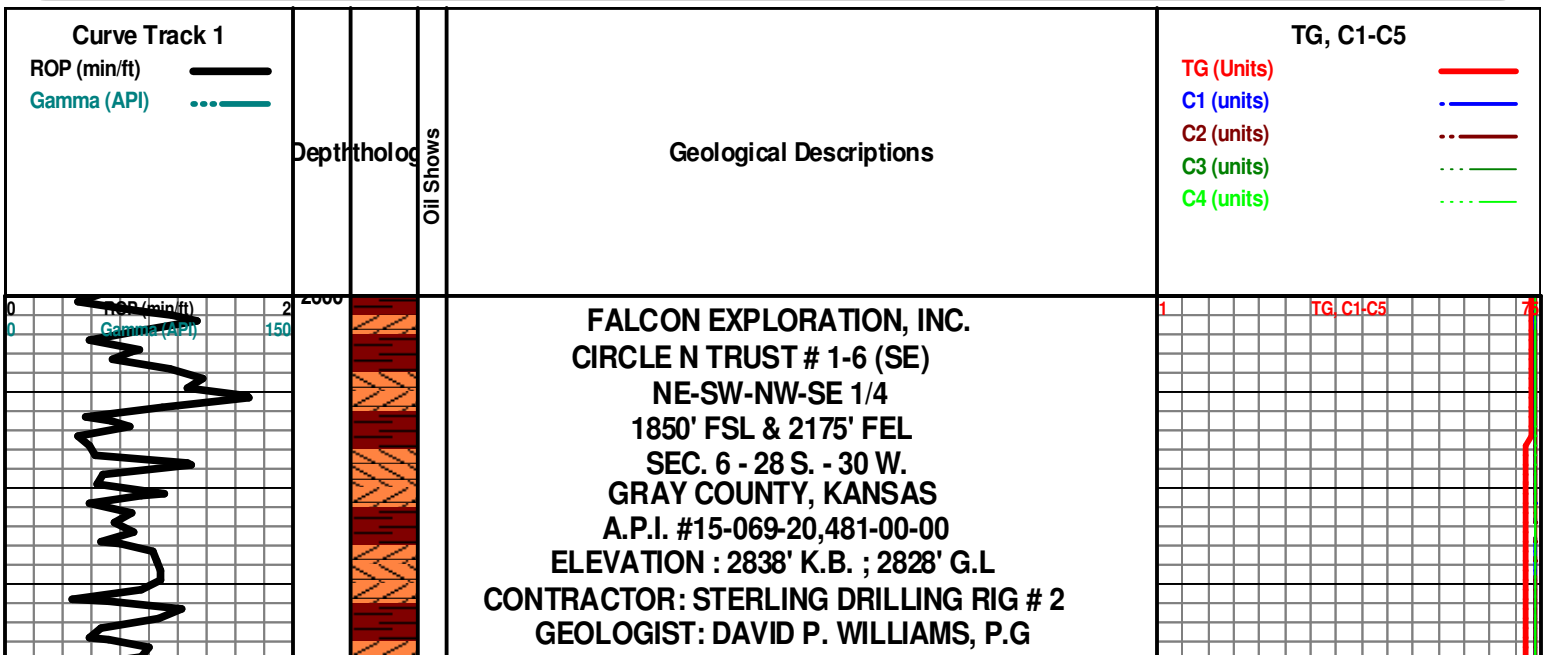 Curve Track 1
ROP (min/ft)
Gamma (API)
Depth
tholog
Oil Shows
Geological Descriptions
TG, C1-C5
TG (Units)
C1 (units)
C2 (units)
C3 (units)
C4 (units)
0 ROP (min/ft) 2
0 Gamma (API) 150
2000
1 TG, C1-C5 75
FALCON EXPLORATION, INC.
CIRCLE N TRUST # 1-6 (SE)
NE-SW-NW-SE 1/4
1850' FSL & 2175' FEL
SEC. 6 - 28 S. - 30 W.
GRAY COUNTY, KANSAS
A.P.I. #15-069-20,481-00-00
ELEVATION : 2838' K.B. ; 2828' G.L
CONTRACTOR: STERLING DRILLING RIG # 2
GEOLOGIST: DAVID P. WILLIAMS, P.G